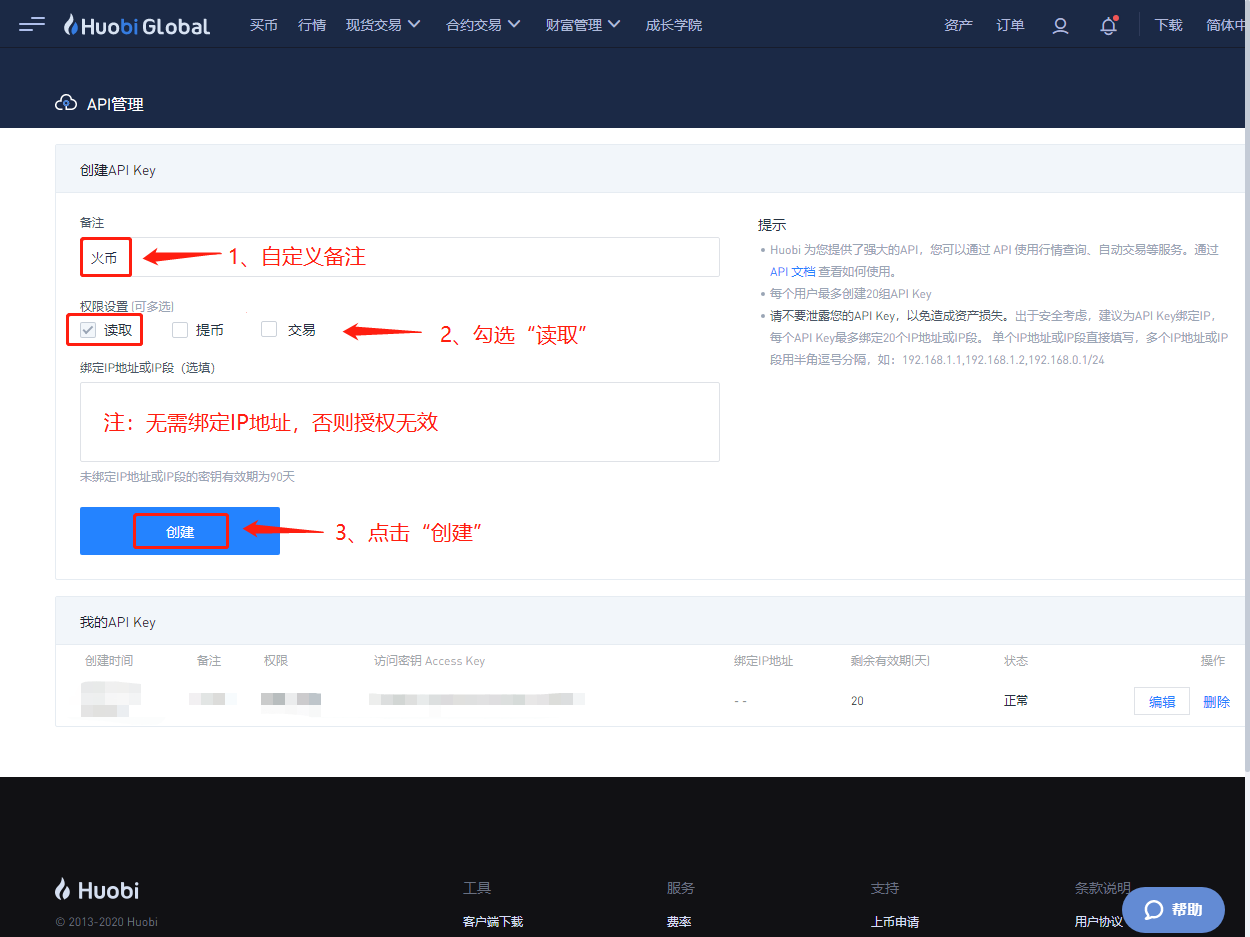 Huobi Global 买币 行情 现货交易 合约交易 财富管理 成长学院 资产 订单 下载 简体中
API管理
创建API Key
备注
火币
1、自定义备注
权限设置 (可多选)
读取 提币 交易
2、勾选“读取”
绑定IP地址或IP段（选填）
注：无需绑定IP地址，否则授权无效
未绑定IP地址或IP段的密钥有效期为90天
创建
3、点击“创建”
提示
Huobi 为您提供了强大的API，您可以通过 API 使用行情查询、自动交易等服务。通过
API 文档 查看如何使用。
每个用户最多创建20组API Key
请不要泄露您的API Key，以免造成资产损失。出于安全考虑，建议为API Key绑定IP，
每个API Key最多绑定20个IP地址或IP段。 单个IP地址或IP段直接填写，多个IP地址或IP
段用半角逗号分隔，如：192.168.1.1,192.168.1.2,192.168.0.1/24
我的API Key
创建时间 备注 权限 访问密钥 Access Key 绑定IP地址 剩余有效期(天) 状态 操作
- - 20 正常 编辑 删除
Huobi 工具 服务 支持 条款说明
© 2013-2020 Huobi 客户端下载 费率 上币申请 用户协议
帮助